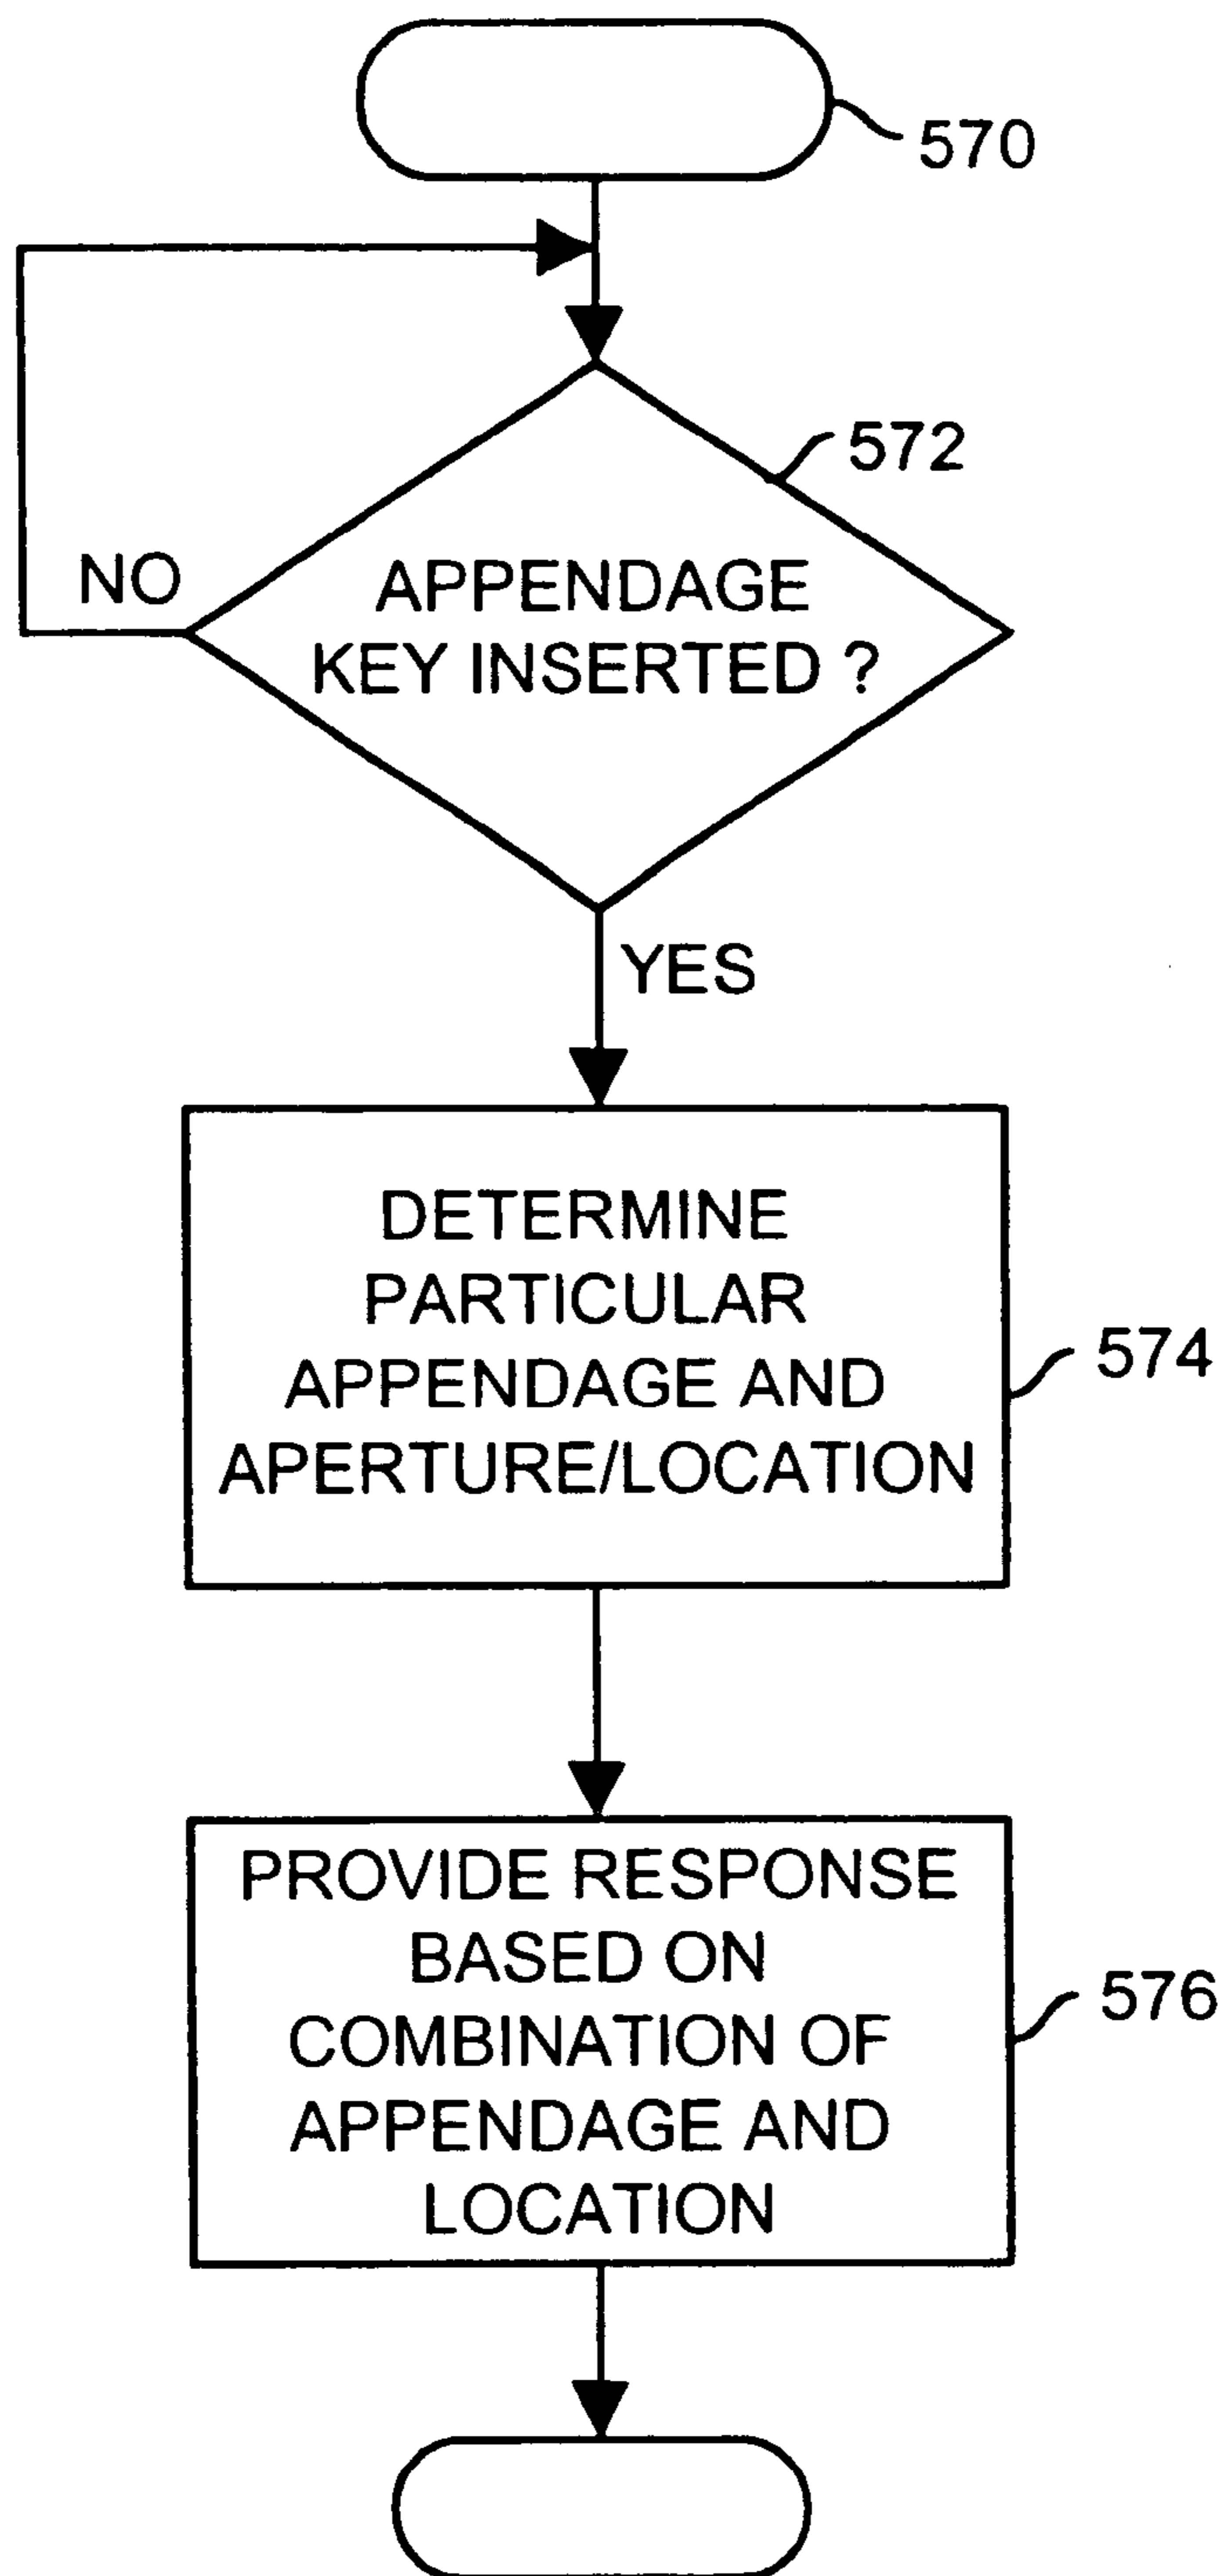 570
572
NO
APPENDAGE
KEY INSERTED ?
YES
DETERMINE
PARTICULAR
APPENDAGE AND
APERTURE/LOCATION
574
PROVIDE RESPONSE
BASED ON
COMBINATION OF
APPENDAGE AND
LOCATION
576